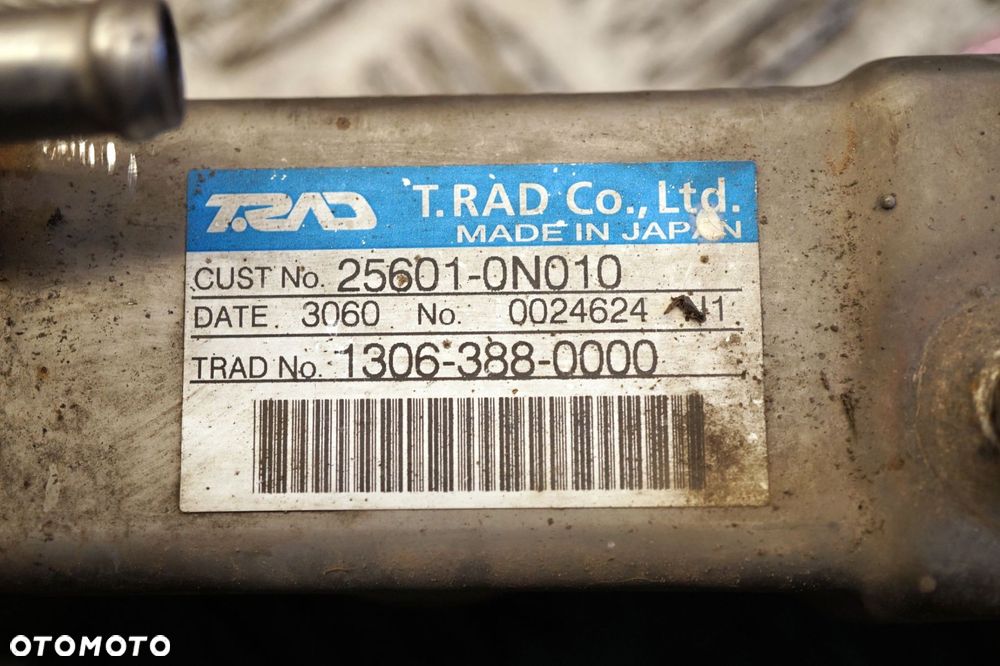 T.RAD T.RAD Co., Ltd.
MADE IN JAPAN
CUST No. 25601-0N010
DATE 3060 No. 0024624
TRAD No. 1306-388-0000
OTOMOTO